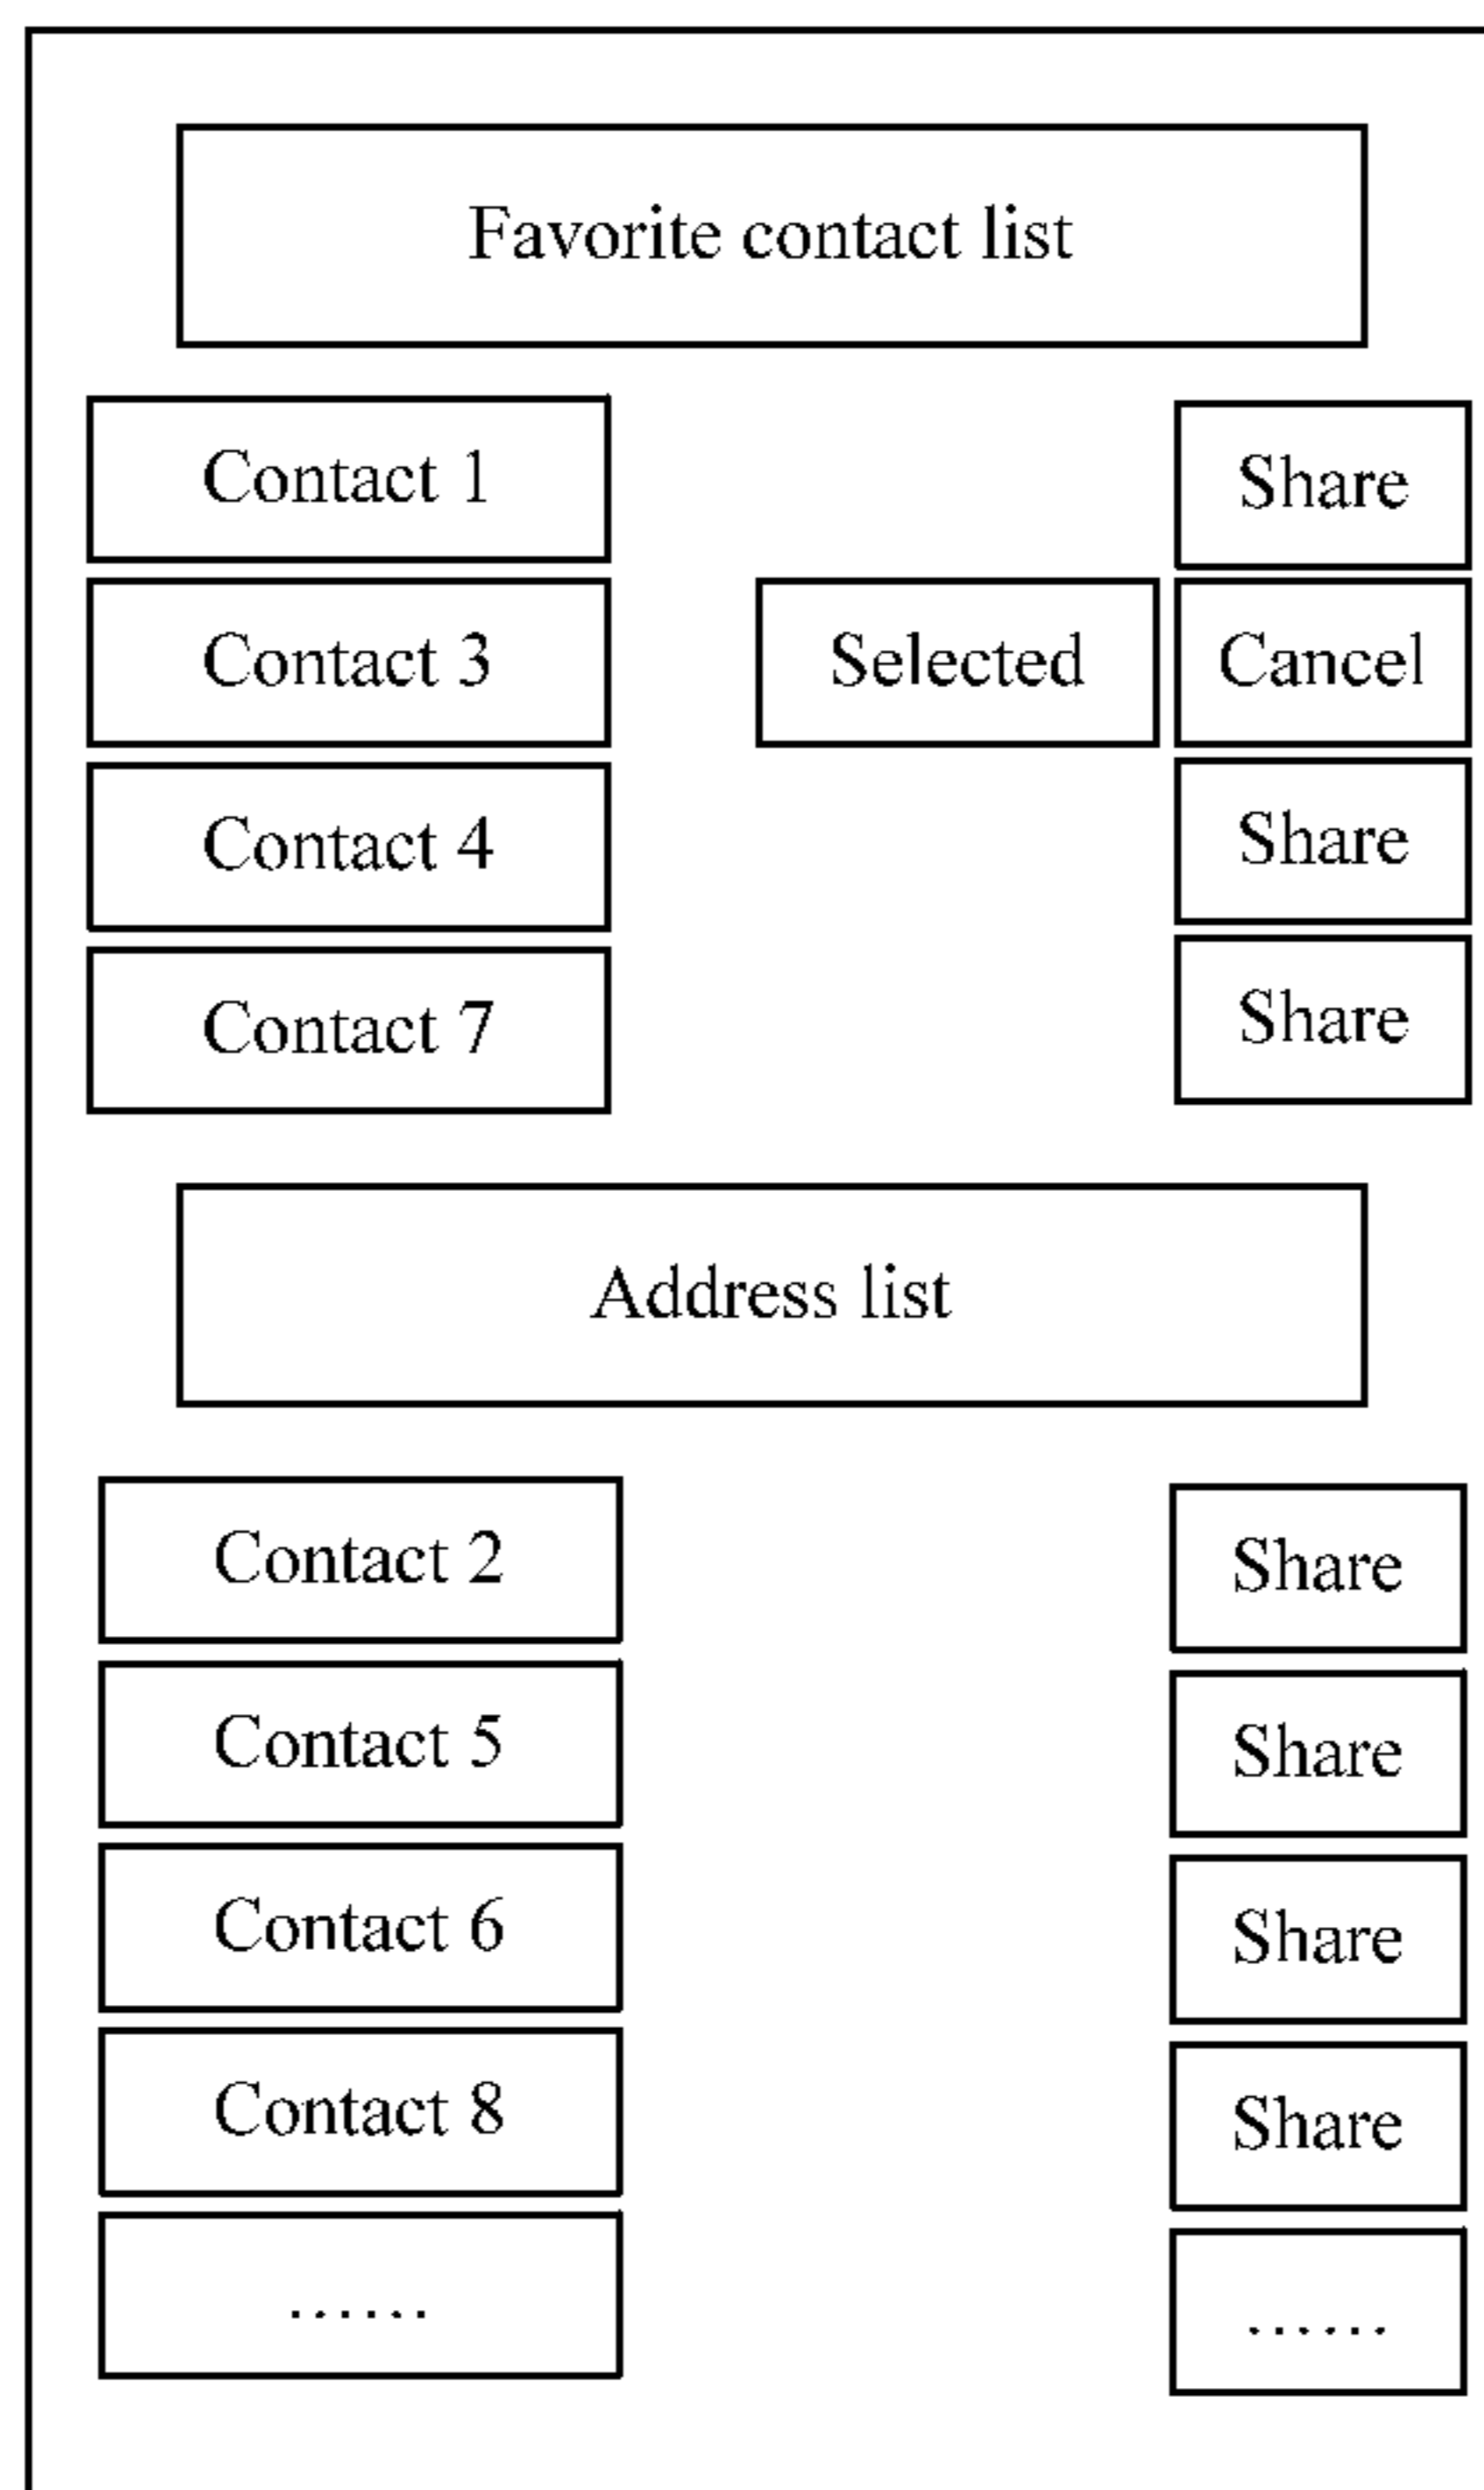 Favorite contact list
Contact 1 Share
Contact 3 Selected Cancel
Contact 4 Share
Contact 7 Share
Address list
Contact 2 Share
Contact 5 Share
Contact 6 Share
Contact 8 Share
...... ......